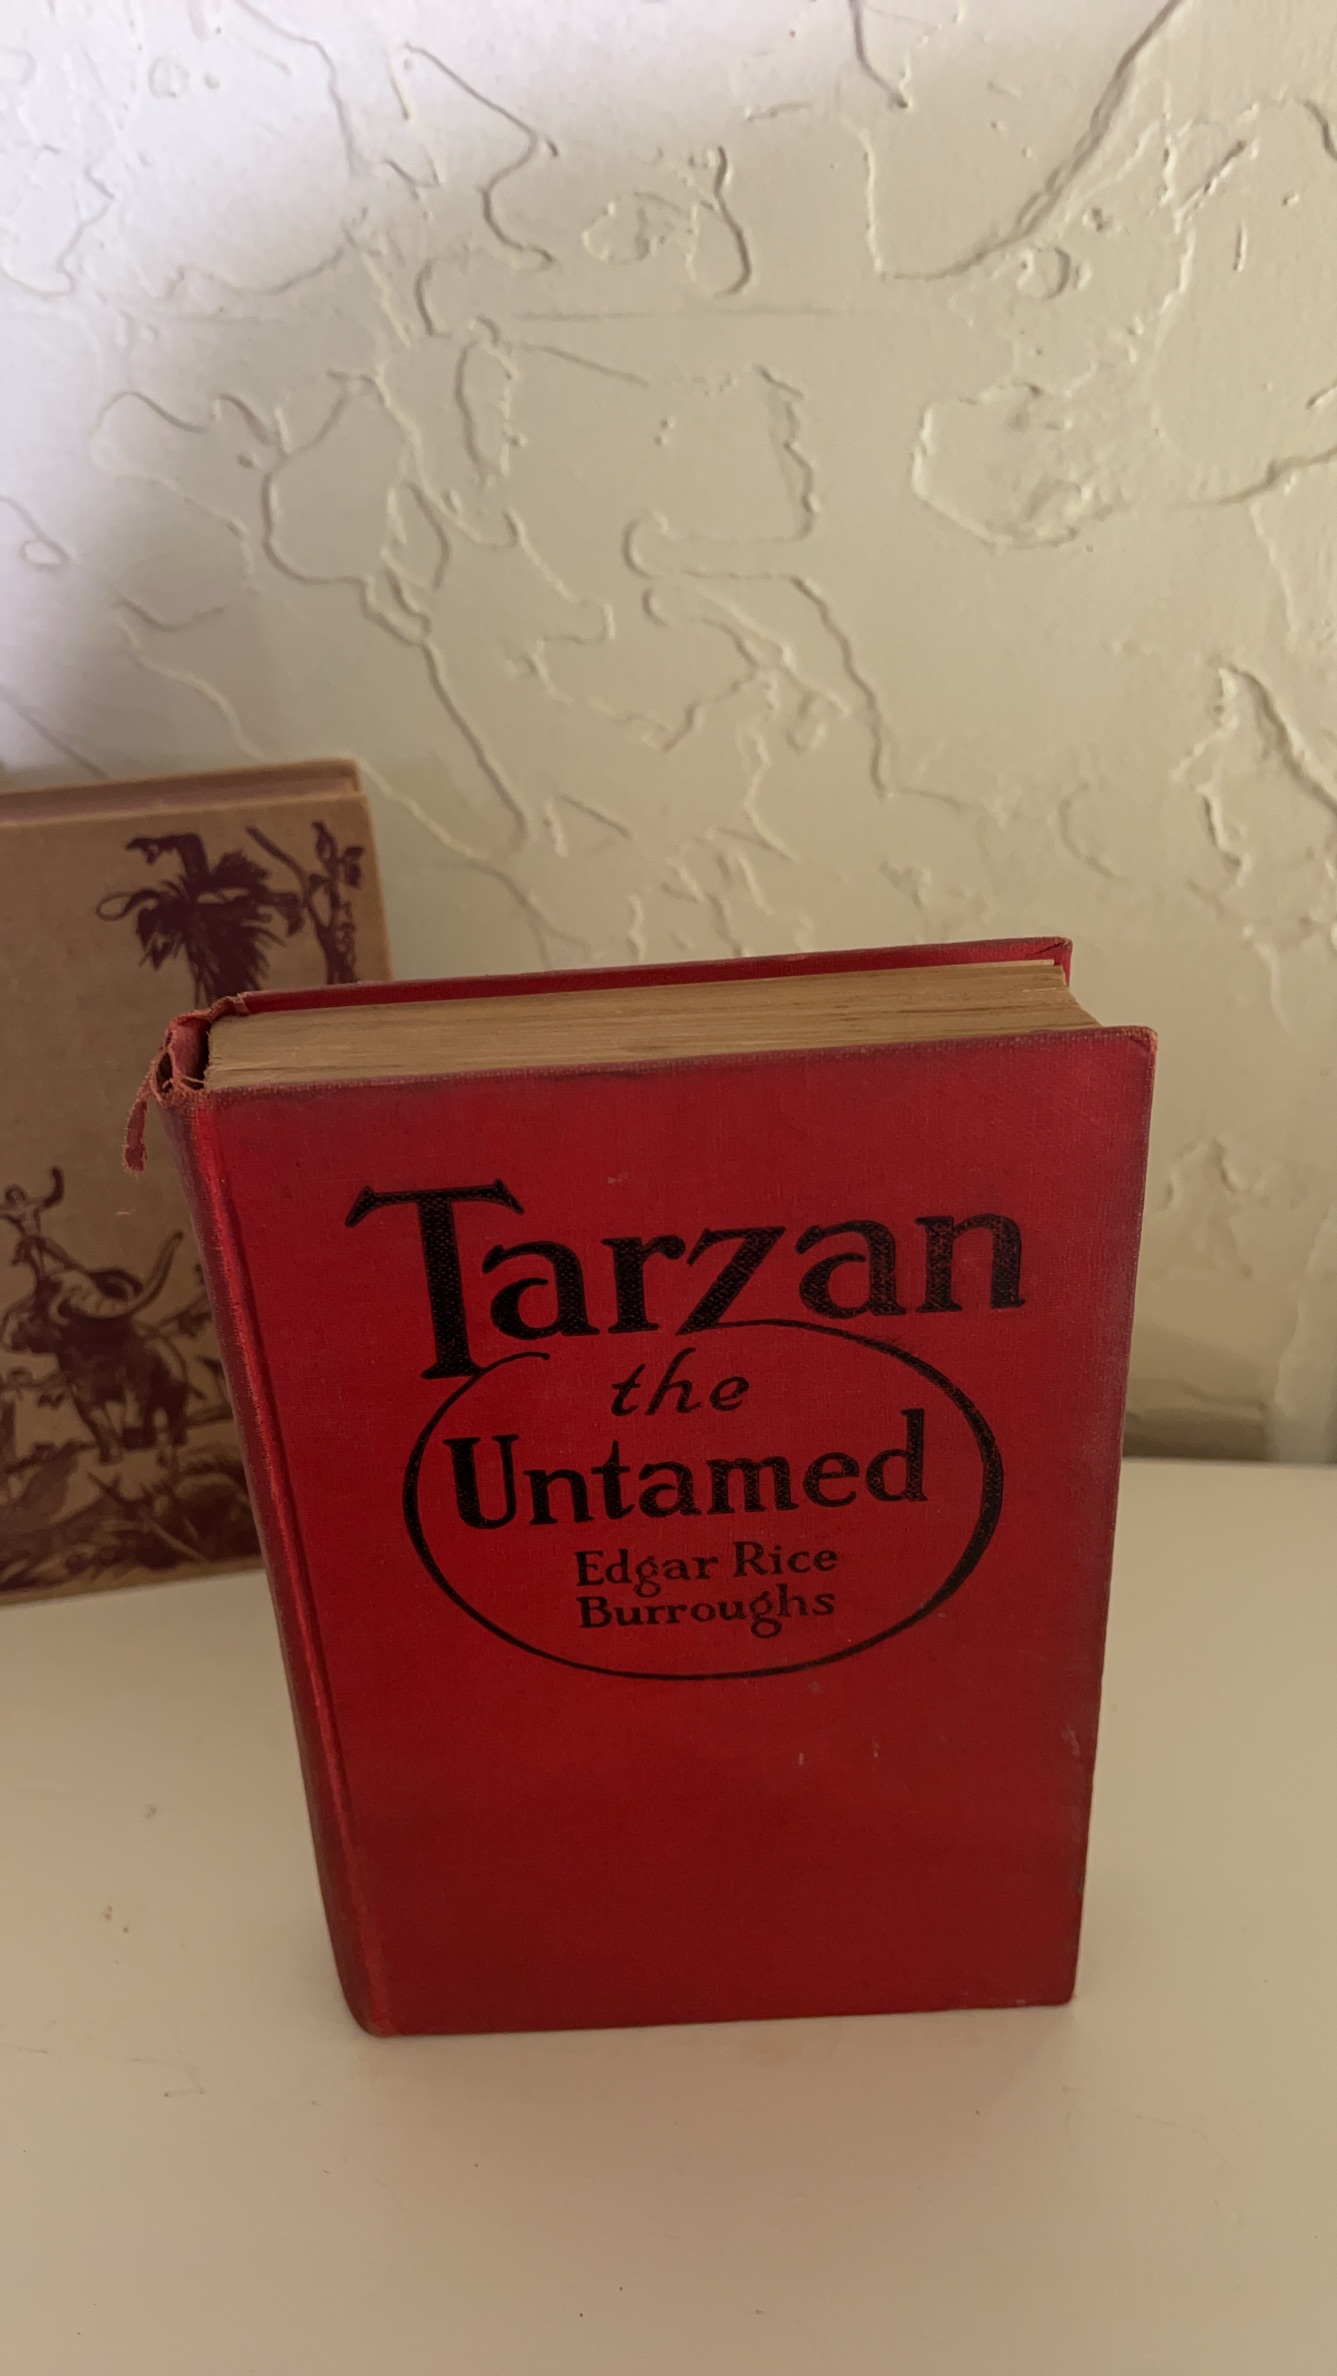 Tarzan
the
Untamed
Edgar Rice
Burroughs